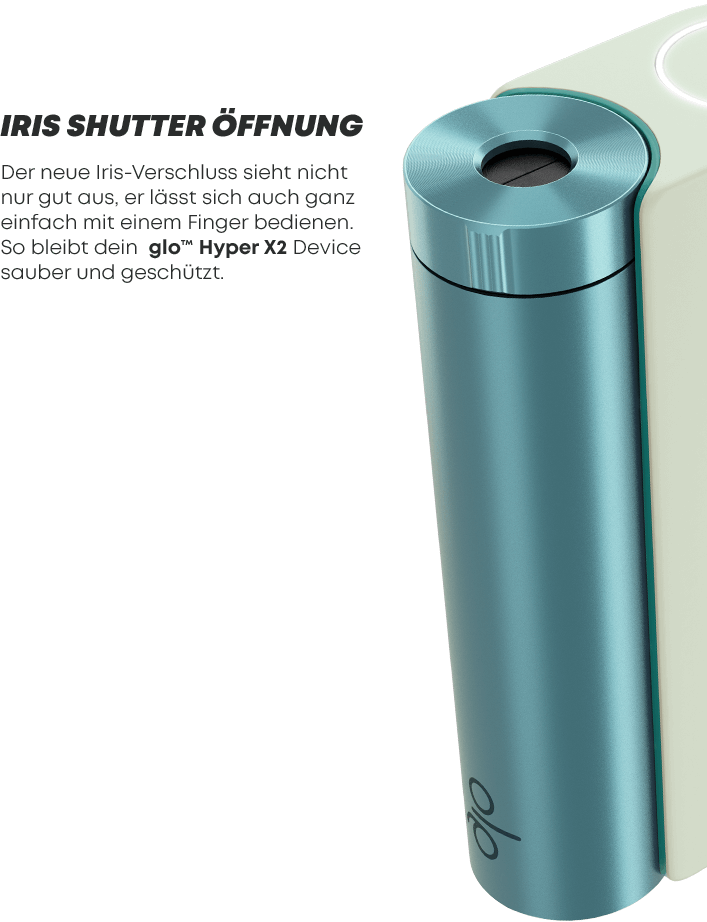 IRIS SHUTTER ÖFFNUNG
Der neue Iris-Verschluss sieht nicht
nur gut aus, er lässt sich auch ganz
einfach mit einem Finger bedienen.
So bleibt dein glo™ Hyper X2 Device
sauber und geschützt.
glo